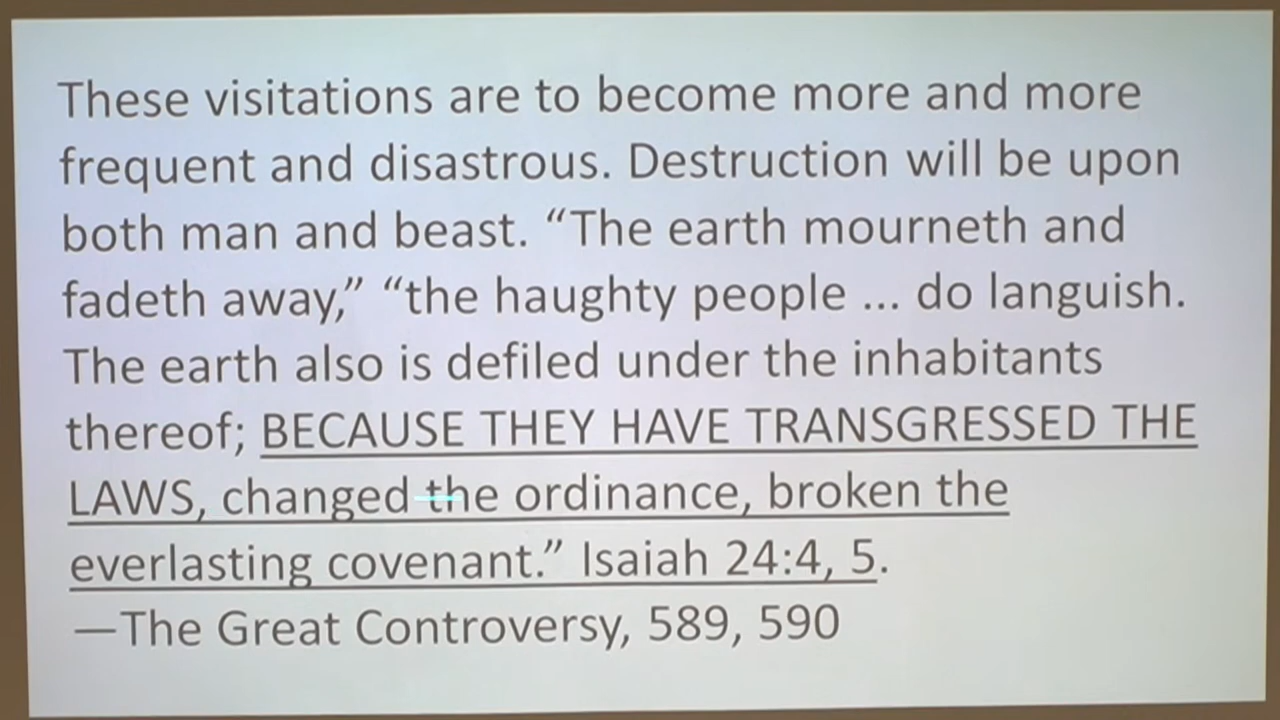 These visitations are to become more and more
frequent and disastrous. Destruction will be upon
both man and beast. “The earth mourneth and
fadeth away,” “the haughty people ... do languish.
The earth also is defiled under the inhabitants
thereof; BECAUSE THEY HAVE TRANSGRESSED THE
LAWS, changed the ordinance, broken the
everlasting covenant.” Isaiah 24:4, 5.
—The Great Controversy, 589, 590